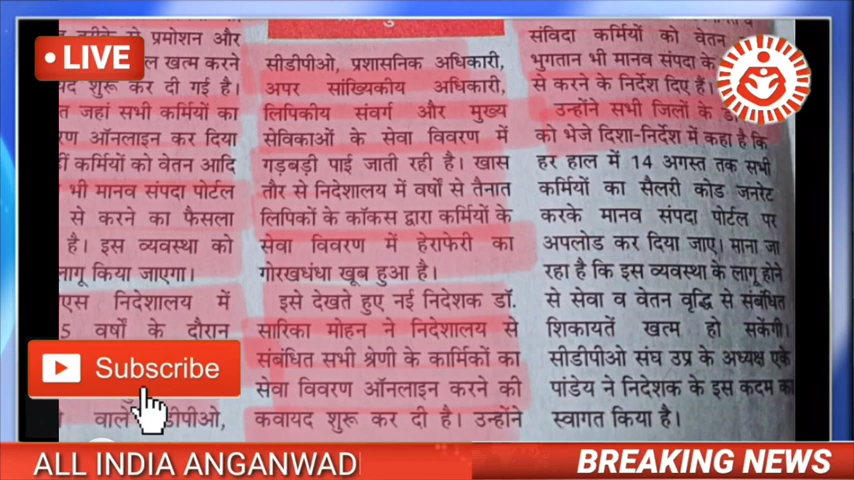 LIVE
से प्रमोशन और
खत्म करने
शुरू कर दी गई है।
जहां सभी कर्मियों का
ऑनलाइन कर दिया
कर्मियों को वेतन आदि
भी मानव संपदा पोर्टल
से करने का फैसला
है। इस व्यवस्था को
लागू किया जाएगा।
निदेशालय में
5 वर्षों के दौरान
वाले
सीडीपीओ, प्रशासनिक अधिकारी,
अपर सांख्यिकीय अधिकारी,
लिपिकीय संवर्ग और मुख्य
सेविकाओं के सेवा विवरण में
गड़बड़ी पाई जाती रही है। खास
तौर से निदेशालय में वर्षों से तैनात
लिपिकों के कॉकस द्वारा कर्मियों के
सेवा विवरण में हेराफेरी का
गोरखधंधा खूब हुआ है।
इसे देखते हुए नई निदेशक डॉ.
सारिका मोहन ने निदेशालय से
संबंधित सभी श्रेणी के कार्मिकों का
सेवा विवरण ऑनलाइन करने की
कवायद शुरू कर दी है। उन्होंने
संविदा कर्मियों को वेतन
भुगतान भी मानव संपदा के
से करने के निर्देश दिए हैं।
उन्होंने सभी जिलों के
को भेजे दिशा-निर्देश में कहा है कि
हर हाल में 14 अगस्त तक सभी
कर्मियों का सैलरी कोड जनरेट
करके मानव संपदा पोर्टल पर
अपलोड कर दिया जाए। माना जा
रहा है कि इस व्यवस्था के लागू होने
से सेवा व वेतन वृद्धि से संबंधित
शिकायतें खत्म हो सकेंगी।
सीडीपीओ संघ उप्र के अध्यक्ष
पांडेय ने निदेशक के इस कदम का
स्वागत किया है।
Subscribe
ALL INDIA ANGANWAD
BREAKING NEWS